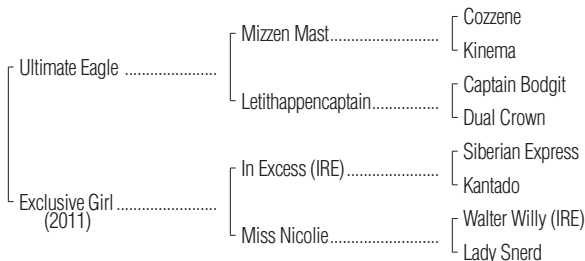 Cozzene
Mizzen Mast
Kinema
Ultimate Eagle
Captain Bodgit
Letithappencaptain
Dual Crown
Siberian Express
In Excess (IRE)
Kantado
Exclusive Girl
(2011)
Walter Willy (IRE)
Miss Nicolie
Lady Snerd